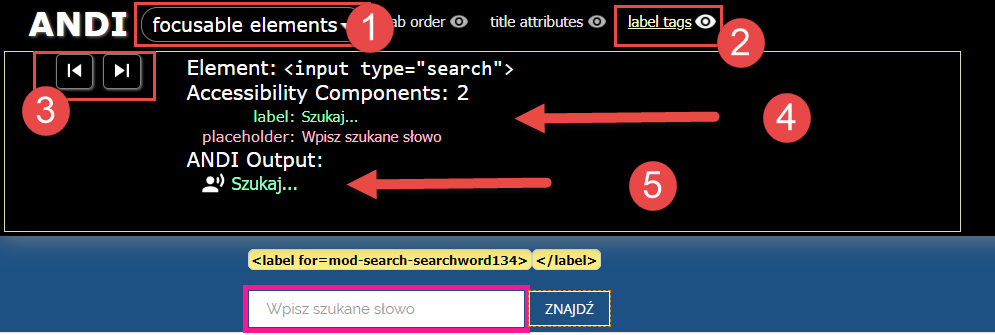 ANDI focusable elements 1 ab order title attributes label tags
2
3
Element: <input type="search">
Accessibility Components: 2
label: Szukaj...
4
placeholder: Wpisz szukane słowo
ANDI Output:
Szukaj...
5
<label for=mod-search-searchword134></label>
Wpisz szukane słowo ZNAJDŹ